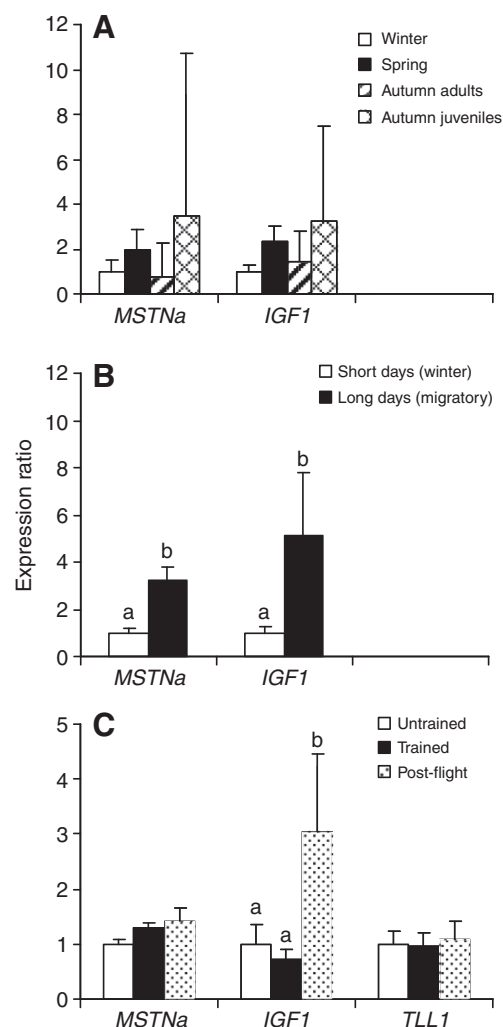 A
Winter
Spring
Autumn adults
Autumn juveniles
12
10
8
6
4
2
0
MSTNa IGF1
B
Short days (winter)
Long days (migratory)
12
10
8
6
4
2
0
a b a b
MSTNa IGF1
Expression ratio
C
Untrained
Trained
Post-flight
5
4
3
2
1
0
a a b
MSTNa IGF1 TLL1